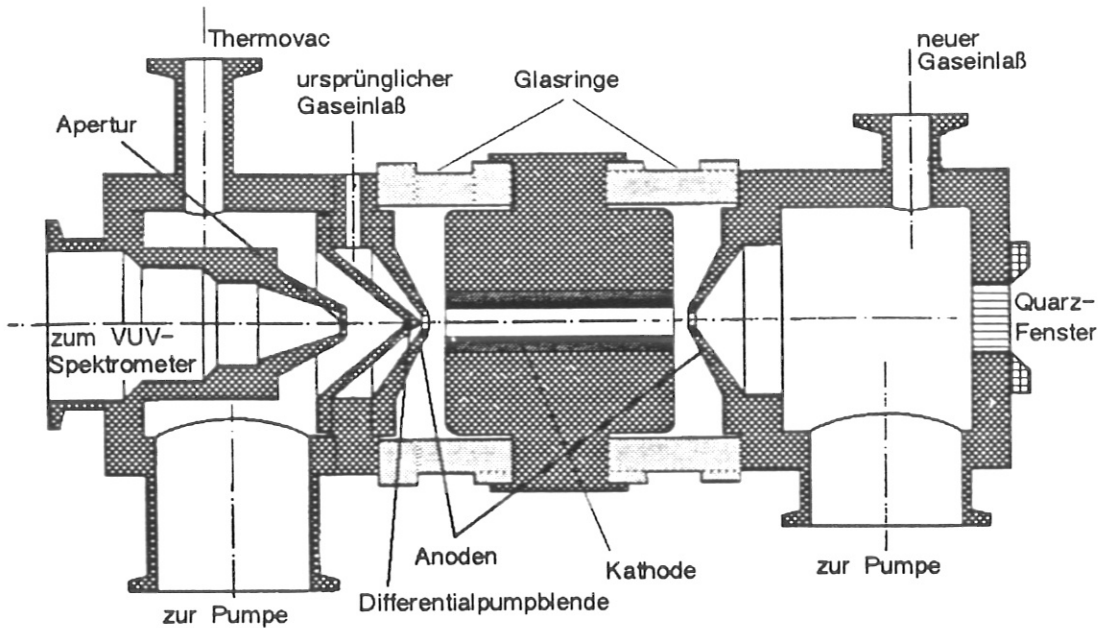 Thermovac
neuer
Gaseinlaß
ursprünglicher
Gaseinlaß
Glasringe
Apertur
zum VUV-
Spektrometer
Quarz-
Fenster
Anoden
Kathode
zur Pumpe
Differentialpumpblende
zur Pumpe